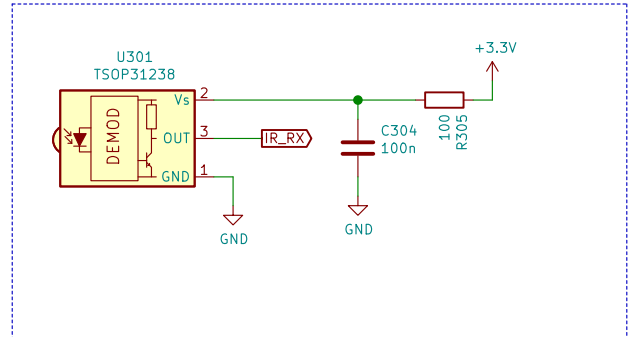 +3.3V
U301
TSOP31238
Vs
2
DEMOD
OUT
3
IR_RX
GND
1
C304
100n
100
R305
GND
GND